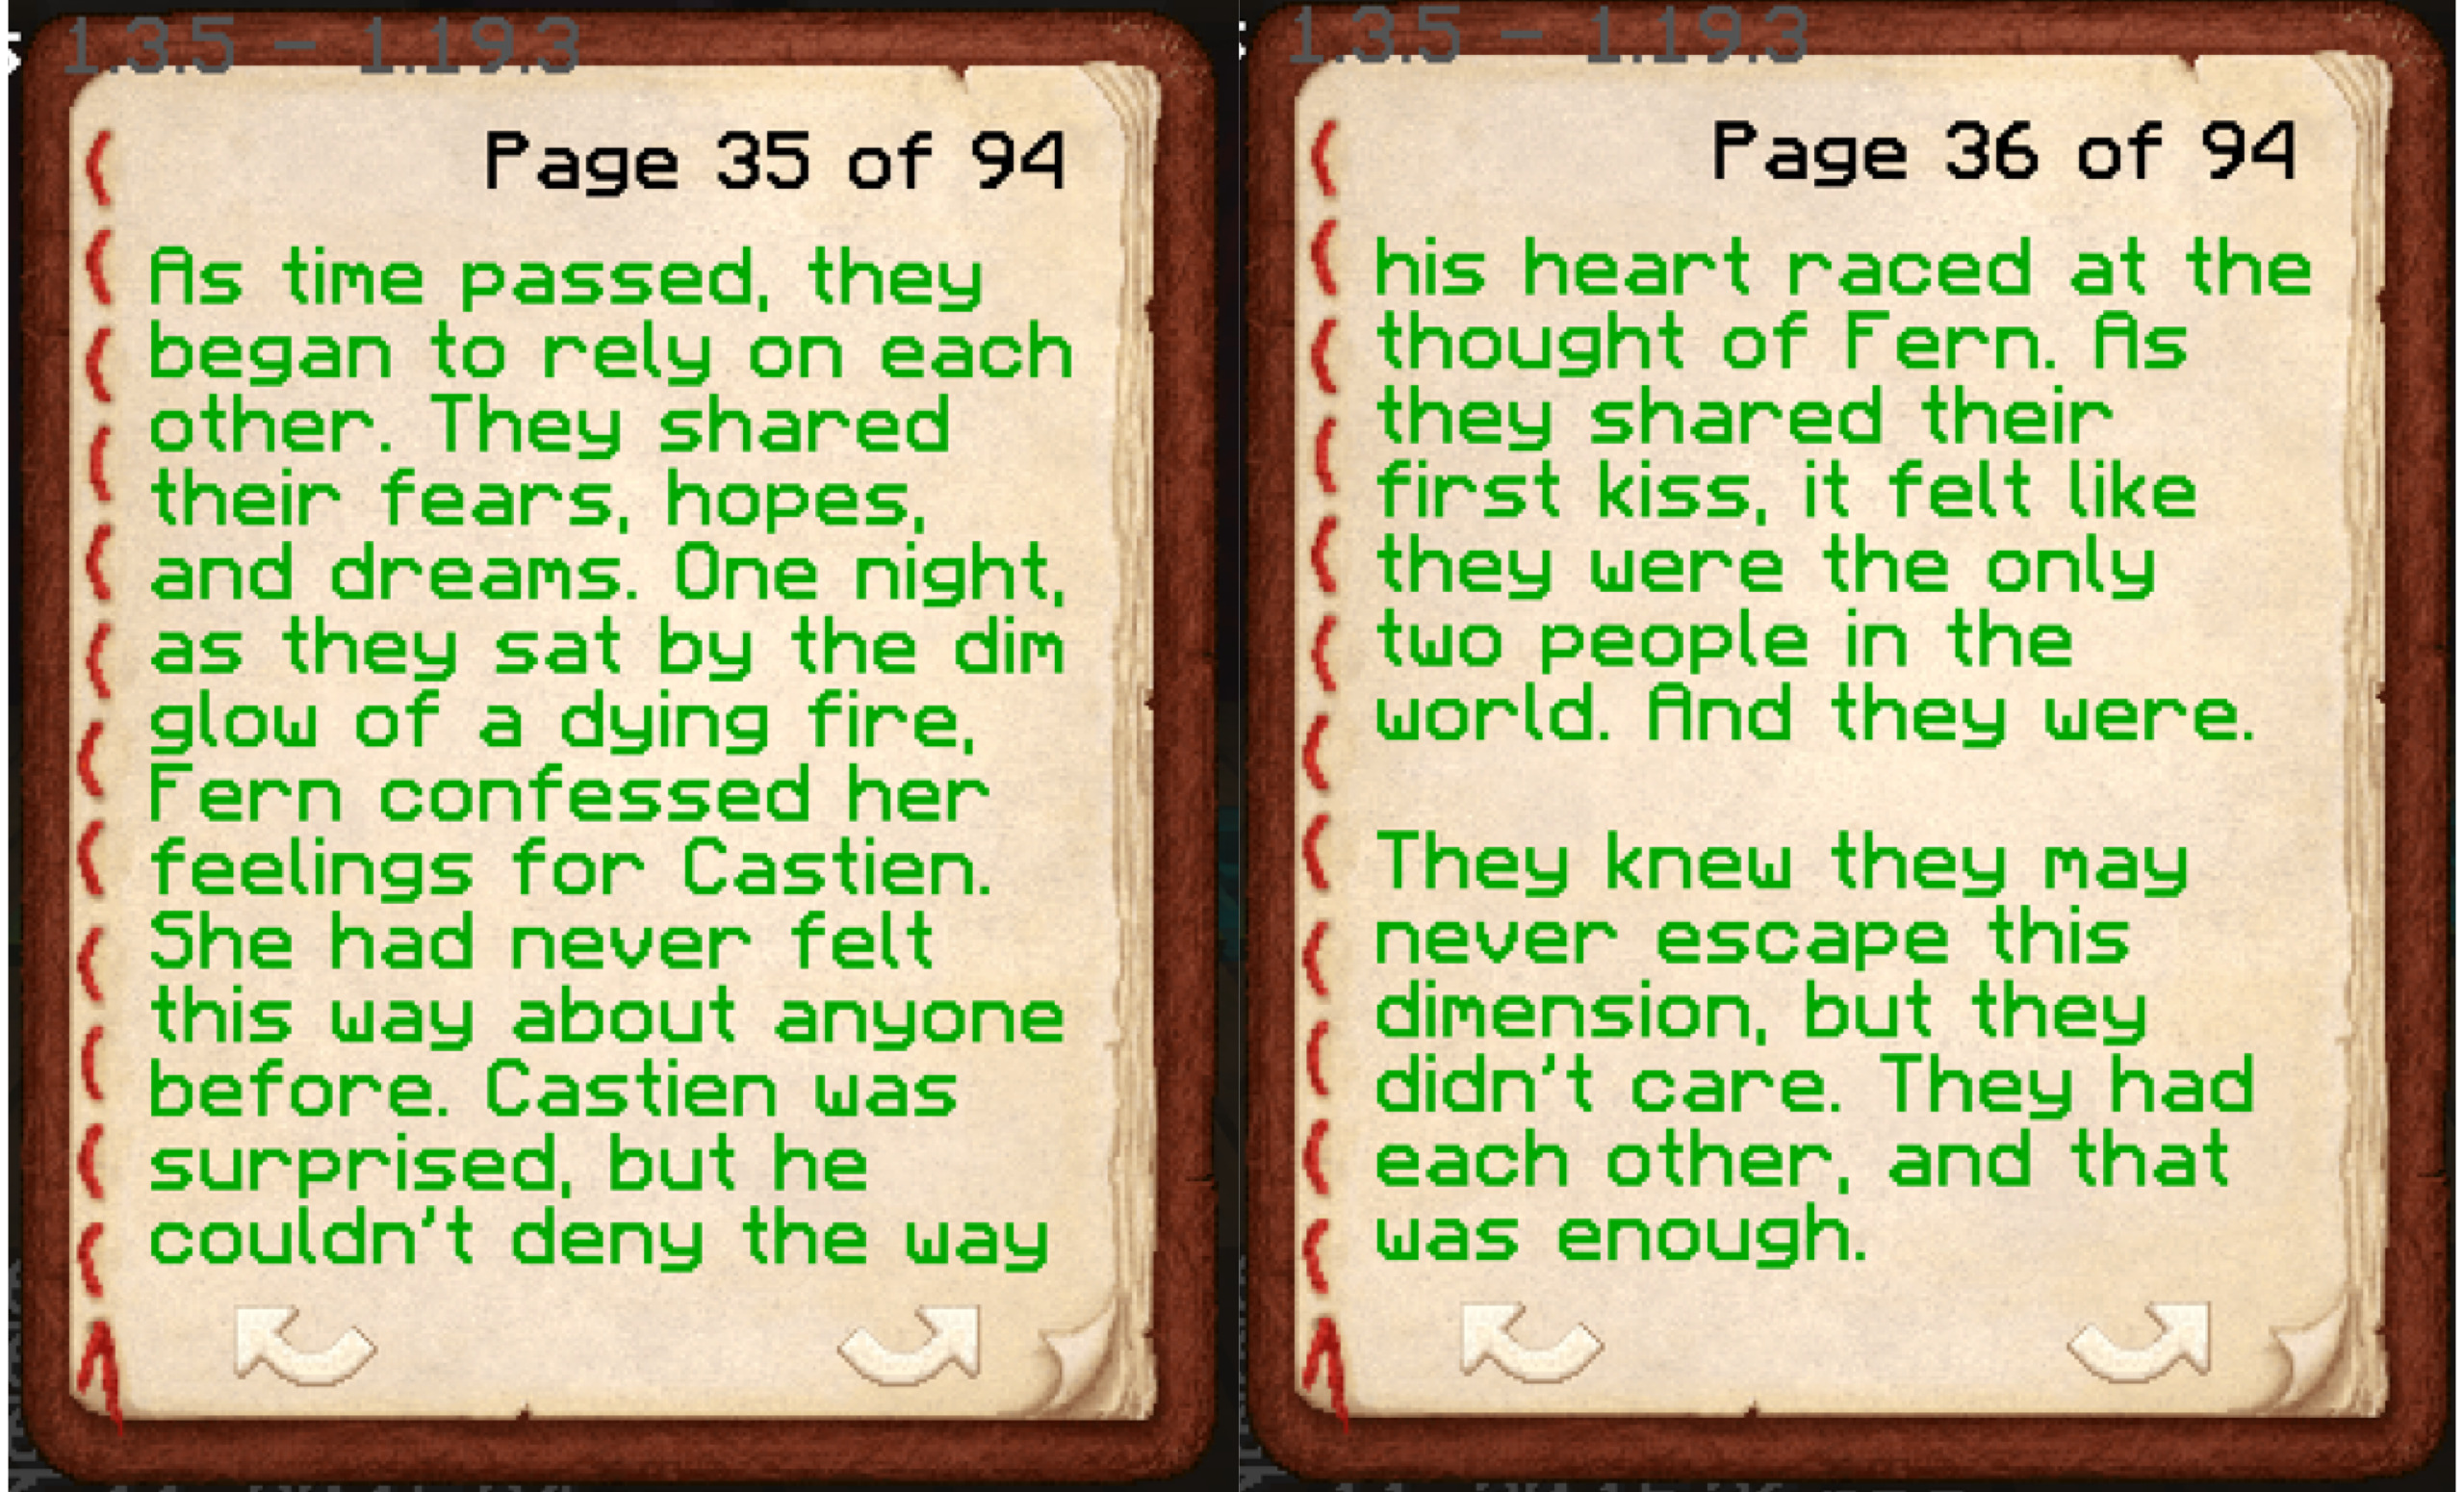 1.3.5 - 1.19.3
Page 35 of 94
As time passed, they
began to rely on each
other. They shared
their fears, hopes,
and dreams. One night,
as they sat by the dim
glow of a dying fire,
Fern confessed her
feelings for Castien.
She had never felt
this way about anyone
before. Castien was
surprised, but he
couldn't deny the way
1.3.5 - 1.19.3
Page 36 of 94
his heart raced at the
thought of Fern. As
they shared their
first kiss, it felt like
they were the only
two people in the
world. And they were.
They knew they may
never escape this
dimension, but they
didn't care. They had
each other, and that
was enough.